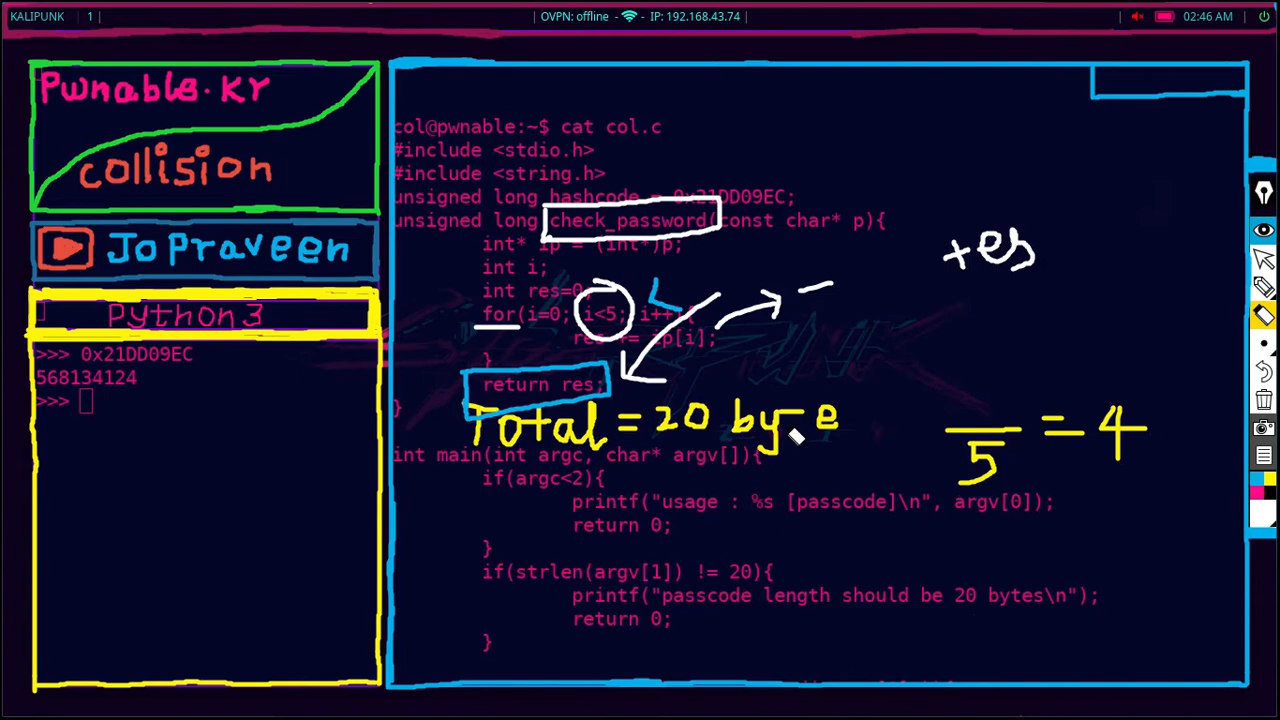 KALIPUNK 1 OVPN: offline - - IP: 192.168.43.74 02:46 AM
Pwnable.Kr
collision
JoPraveen
Python3
>>> 0x21DD09EC
568134124
>>>
col@pwnable:~$ cat col.c
#include <stdio.h>
#include <string.h>
unsigned long hashcode = 0x21DD09EC;
unsigned long check_password(const char* p){
int* ip = (int*)p;
int i;
int res=0;
for(i=0; i<5; i++){
res += ip[i];
}
return res;
}
+es
Total = 20 by e
5 = 4
int main(int argc, char* argv[]){
if(argc<2){
printf("usage : %s [passcode]\n", argv[0]);
return 0;
}
if(strlen(argv[1]) != 20){
printf("passcode length should be 20 bytes\n");
return 0;
}